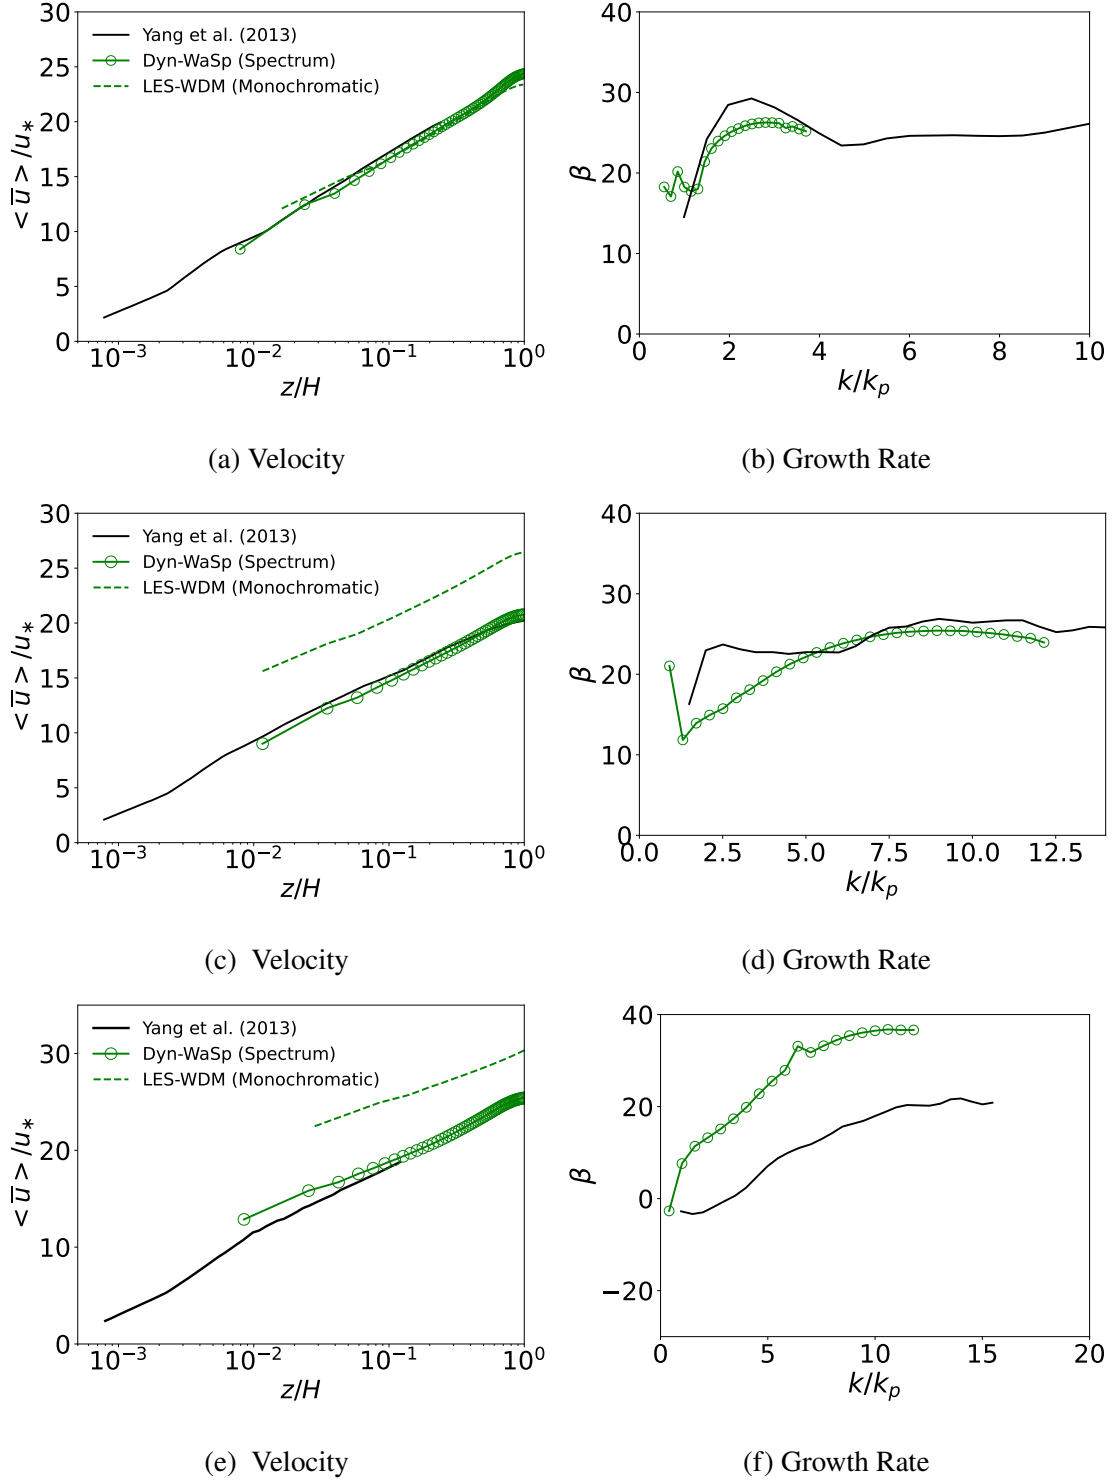 30
25
20
15
10
5
0
< u̅ > /u*
Yang et al. (2013)
Dyn-WaSp (Spectrum)
LES-WDM (Monochromatic)
10⁻³ 10⁻² 10⁻¹ 10⁰
z/H
(a) Velocity
40
30
20
10
0
β
0 2 4 6 8 10
k/kₚ
(b) Growth Rate
30
25
20
15
10
5
0
< u̅ > /u*
Yang et al. (2013)
Dyn-WaSp (Spectrum)
LES-WDM (Monochromatic)
10⁻³ 10⁻² 10⁻¹ 10⁰
z/H
(c) Velocity
40
30
20
10
0
β
0.0 2.5 5.0 7.5 10.0 12.5
k/kₚ
(d) Growth Rate
30
20
10
0
< u̅ > /u*
Yang et al. (2013)
Dyn-WaSp (Spectrum)
LES-WDM (Monochromatic)
10⁻³ 10⁻² 10⁻¹ 10⁰
z/H
(e) Velocity
40
20
0
−20
β
0 5 10 15 20
k/kₚ
(f) Growth Rate